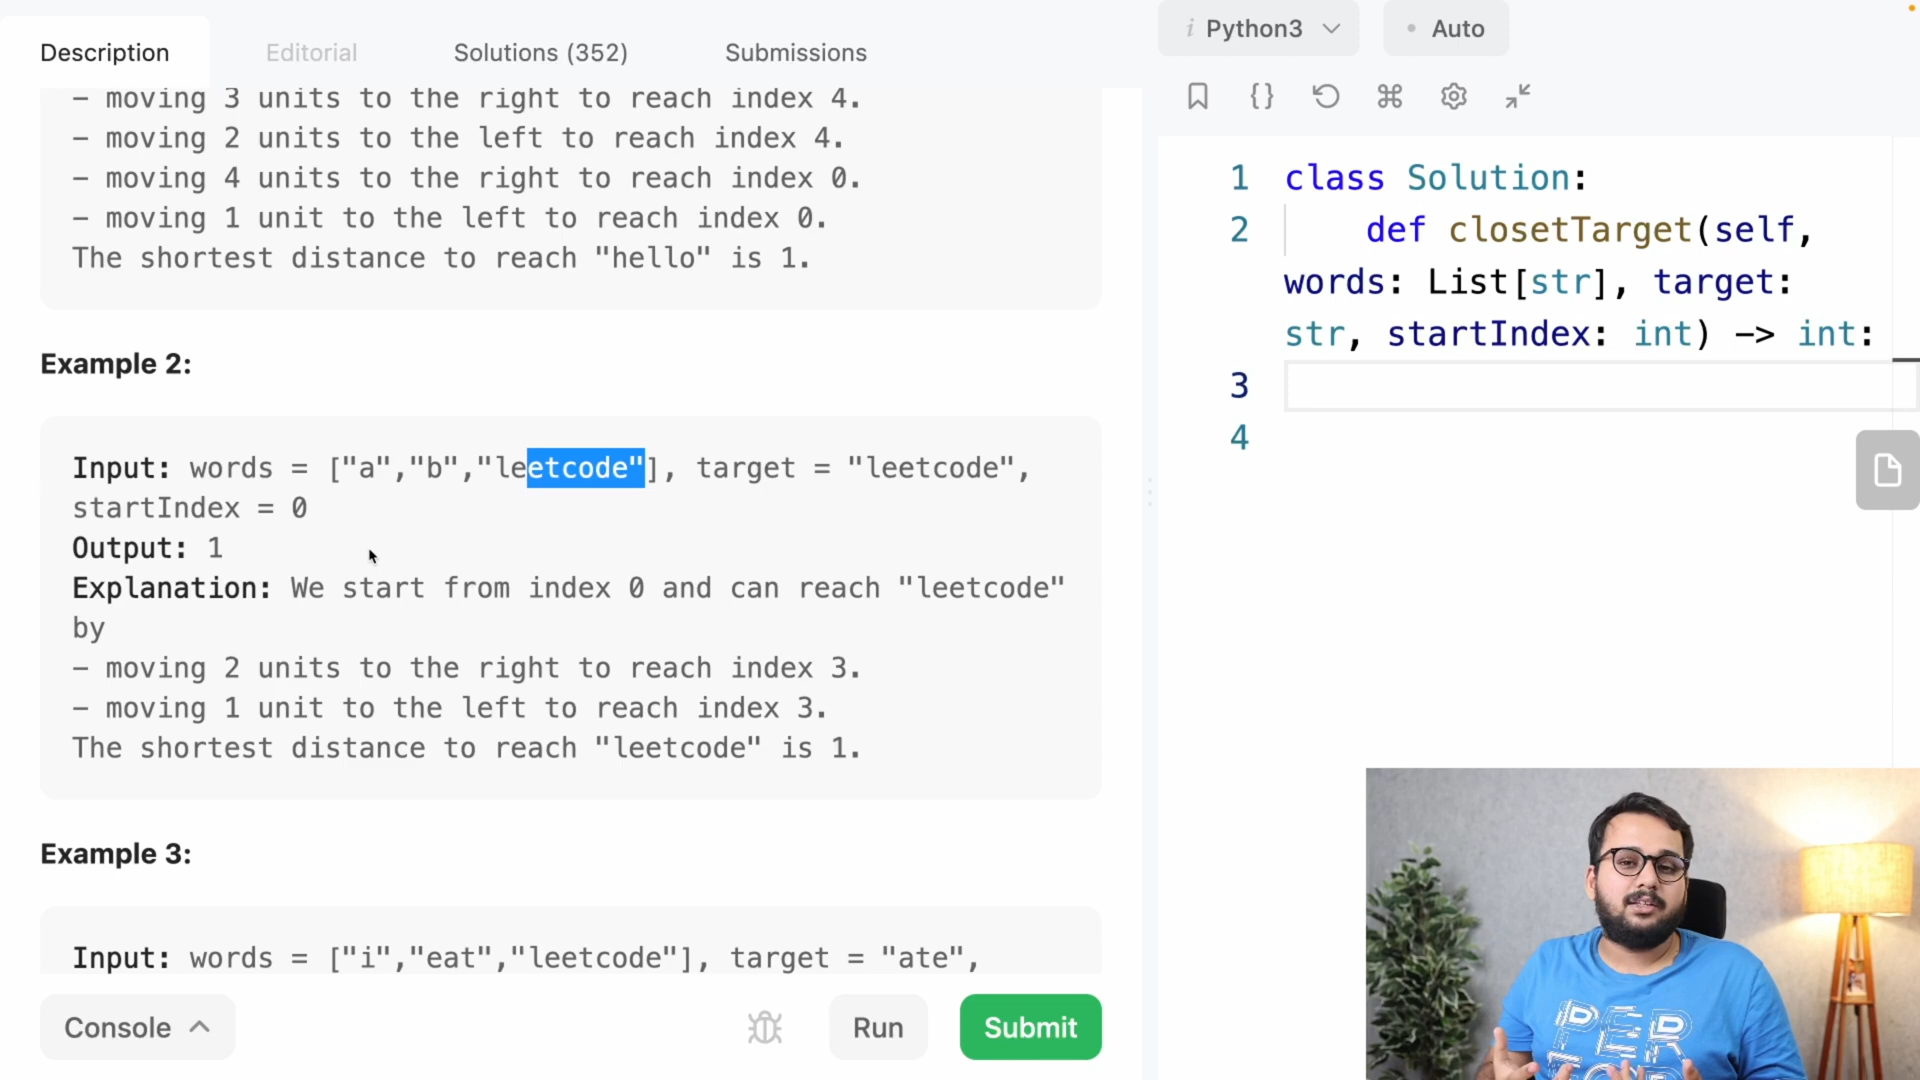 Description
Editorial
Solutions (352)
Submissions
– moving 3 units to the right to reach index 4.
– moving 2 units to the left to reach index 4.
– moving 4 units to the right to reach index 0.
– moving 1 unit to the left to reach index 0.
The shortest distance to reach "hello" is 1.
Example 2:
Input: words = ["a","b","leetcode"], target = "leetcode",
startIndex = 0
Output: 1
Explanation: We start from index 0 and can reach "leetcode"
by
– moving 2 units to the right to reach index 3.
– moving 1 unit to the left to reach index 3.
The shortest distance to reach "leetcode" is 1.
Example 3:
Input: words = ["i","eat","leetcode"], target = "ate",
Console
Run
Submit
i Python3
Auto
1 class Solution:
2 def closetTarget(self,
words: List[str], target:
str, startIndex: int) -> int:
3
4
PER